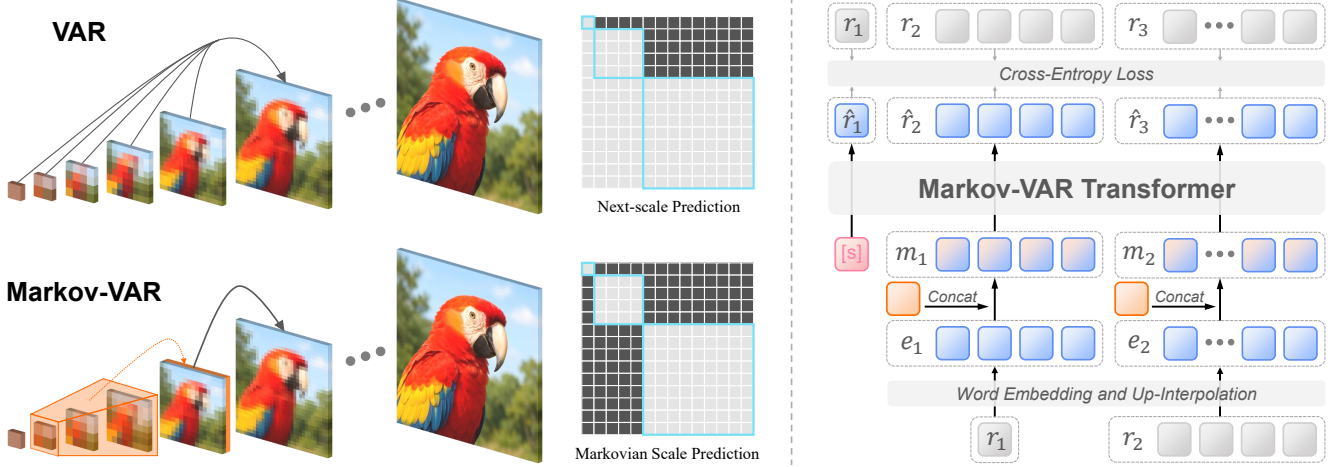 VAR
Next-scale Prediction
Markov-VAR
Markovian Scale Prediction
r₁ r₂ r₃
Cross-Entropy Loss
r̂₁ r̂₂ r̂₃
Markov-VAR Transformer
[s] m₁ m₂
Concat Concat
e₁ e₂
Word Embedding and Up-Interpolation
r₁ r₂